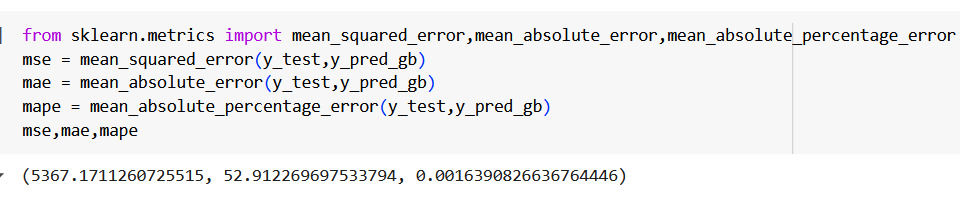 from sklearn.metrics import mean_squared_error,mean_absolute_error,mean_absolute_percentage_error
mse = mean_squared_error(y_test,y_pred_gb)
mae = mean_absolute_error(y_test,y_pred_gb)
mape = mean_absolute_percentage_error(y_test,y_pred_gb)
mse,mae,mape
(5367.1711260725515, 52.912269697533794, 0.0016390826636764446)